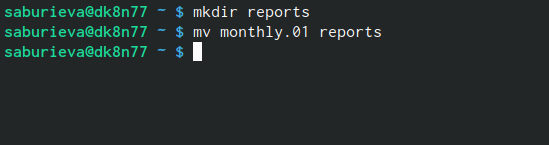 saburieva@dk8n77 ~ $ mkdir reports
saburieva@dk8n77 ~ $ mv monthly.01 reports
saburieva@dk8n77 ~ $